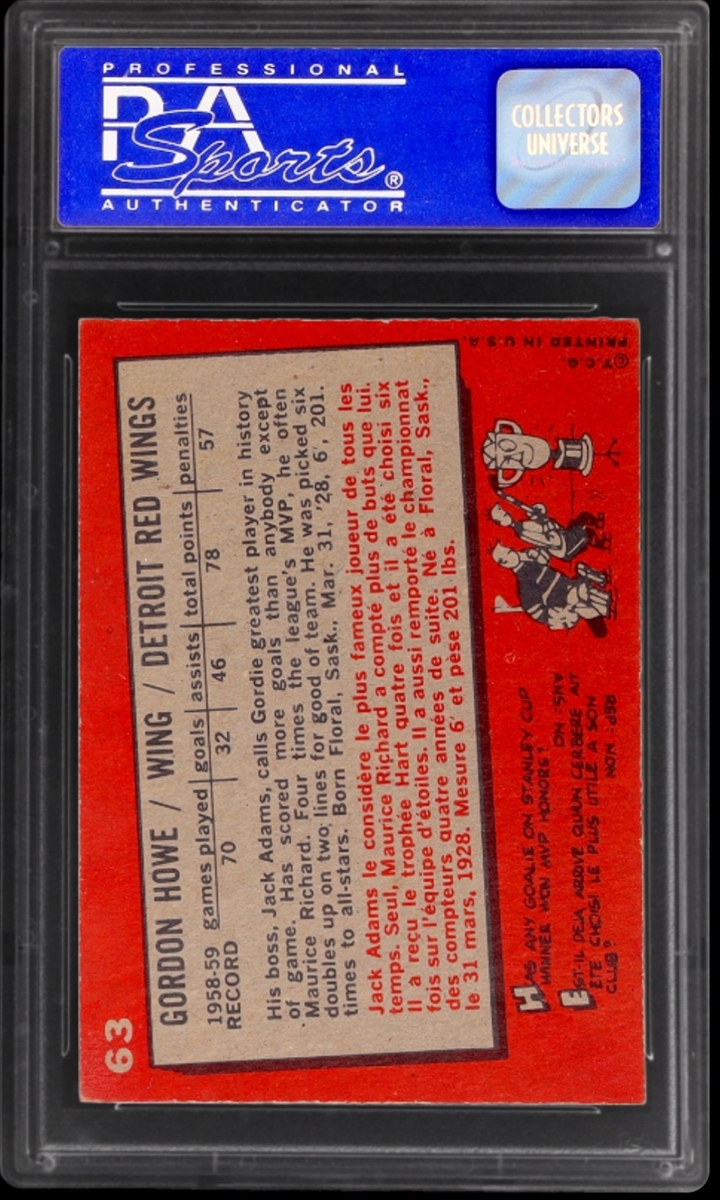 PROFESSIONAL
PSA
Sports®
AUTHENTICATOR
COLLECTORS
UNIVERSE
63
GORDON HOWE / WING / DETROIT RED WINGS
1958-59 games played goals assists total points penalties
RECORD 70 32 46 78 57
His boss, Jack Adams, calls Gordie greatest player in history
of game. Has scored more goals than anybody except
Maurice Richard. Four times the league's MVP, he often
doubles up on two lines for good of team. He was picked six
times to all-stars. Born Floral, Sask., Mar. 31, '28, 6', 201.
Jack Adams le considère le plus fameux joueur de tous les
temps. Seul, Maurice Richard a compté plus de buts que lui.
Il a reçu le trophée Hart quatre fois et il a été choisi six
fois sur l'équipe d'étoiles. Il a aussi remporté le championnat
des compteurs quatre années de suite. Né à Floral, Sask.,
le 31 mars, 1928. Mesure 6' et pèse 201 lbs.
HAS ANY GOALIE ON STANLEY CUP
WINNER WON MVP HONORS?
ANS: NO
EST-IL DEJA ARRIVE QU'UN CERBERE AIT
ETE CHOISI LE PLUS UTILE A SON
CLUB?
REP: NON
© T.C.G.
PRINTED IN U.S.A.